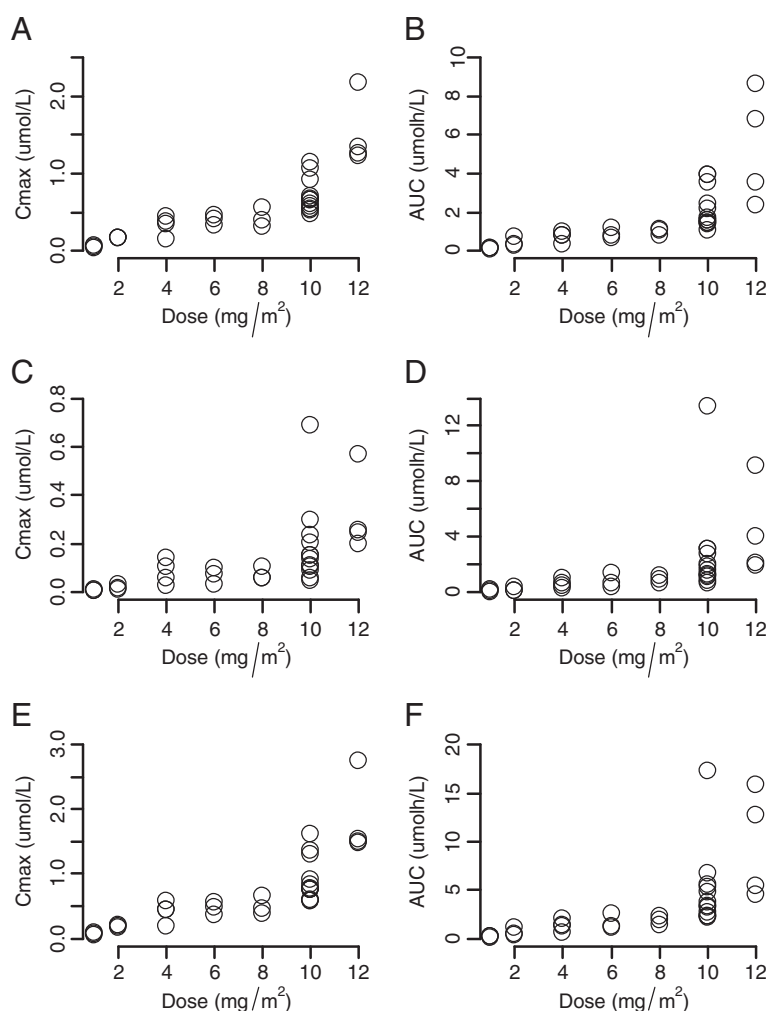 A
Cmax (umol/L)
0.0 1.0 2.0
2 4 6 8 10 12
Dose (mg/m²)
B
AUC (umolh/L)
0 2 4 6 8 10
2 4 6 8 10 12
Dose (mg/m²)
C
Cmax (umol/L)
0.0 0.2 0.4 0.6 0.8
2 4 6 8 10 12
Dose (mg/m²)
D
AUC (umolh/L)
0 2 4 8 12
2 4 6 8 10 12
Dose (mg/m²)
E
Cmax (umol/L)
0.0 1.0 2.0 3.0
2 4 6 8 10 12
Dose (mg/m²)
F
AUC (umolh/L)
0 5 10 15 20
2 4 6 8 10 12
Dose (mg/m²)